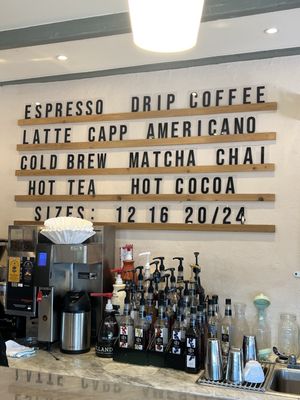 ESPRESSO DRIP COFFEE
LATTE CAPP AMERICANO
COLD BREW MATCHA CHAI
HOT TEA HOT COCOA
SIZES: 12 16 20/24